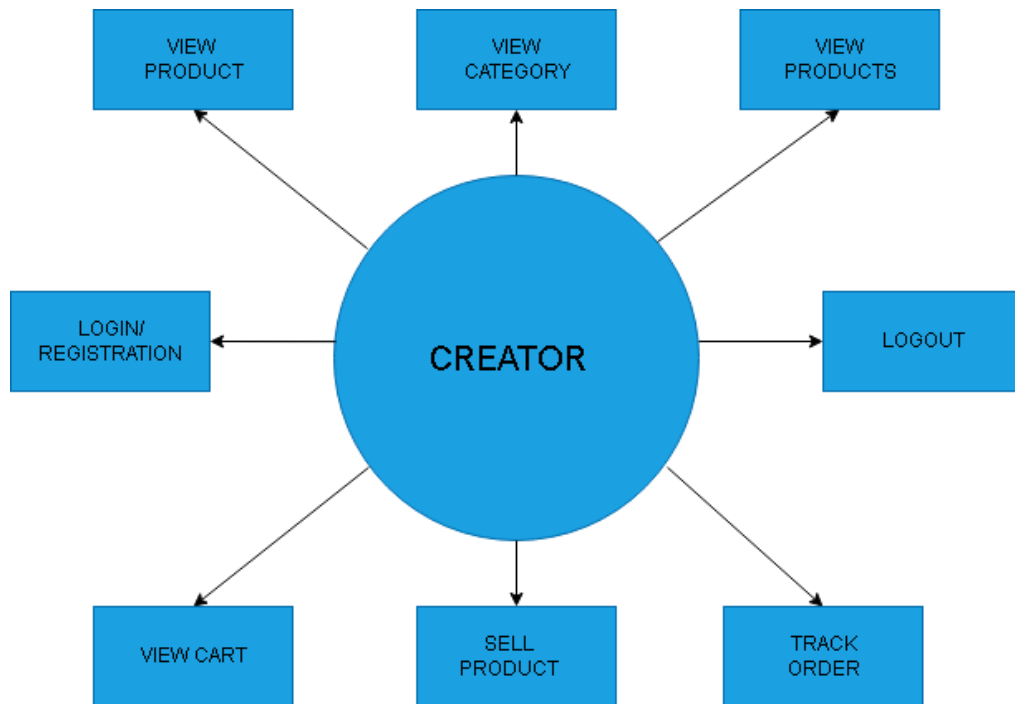 VIEW
PRODUCT
VIEW
CATEGORY
VIEW
PRODUCTS
LOGIN/
REGISTRATION
CREATOR
LOGOUT
VIEW CART
SELL
PRODUCT
TRACK
ORDER